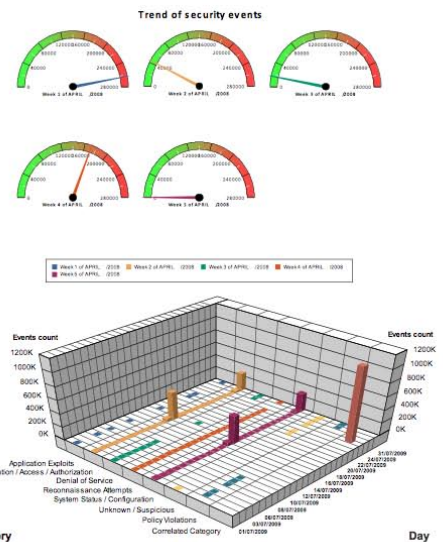 Trend of security events
Week 1 of APRIL /2008
Week 2 of APRIL /2008
Week 3 of APRIL /2008
Week 4 of APRIL /2008
Week 5 of APRIL /2008
Week 1 of APRIL /2008 Week 2 of APRIL /2008 Week 3 of APRIL /2008 Week 4 of APRIL /2008
Week 5 of APRIL /2008
Events count
1200K
1000K
800K
600K
400K
200K
0K
Events count
1200K
1000K
800K
600K
400K
200K
0K
Application Exploits
tion / Access / Authorization
Denial of Service
Reconnaissance Attempts
System Status / Configuration
Unknown / Suspicious
Policy Violations
Correlated Category
31/07/2009
24/07/2009
22/07/2009
20/07/2009
18/07/2009
16/07/2009
14/07/2009
12/07/2009
10/07/2009
03/07/2009
01/07/2009
ory
Day